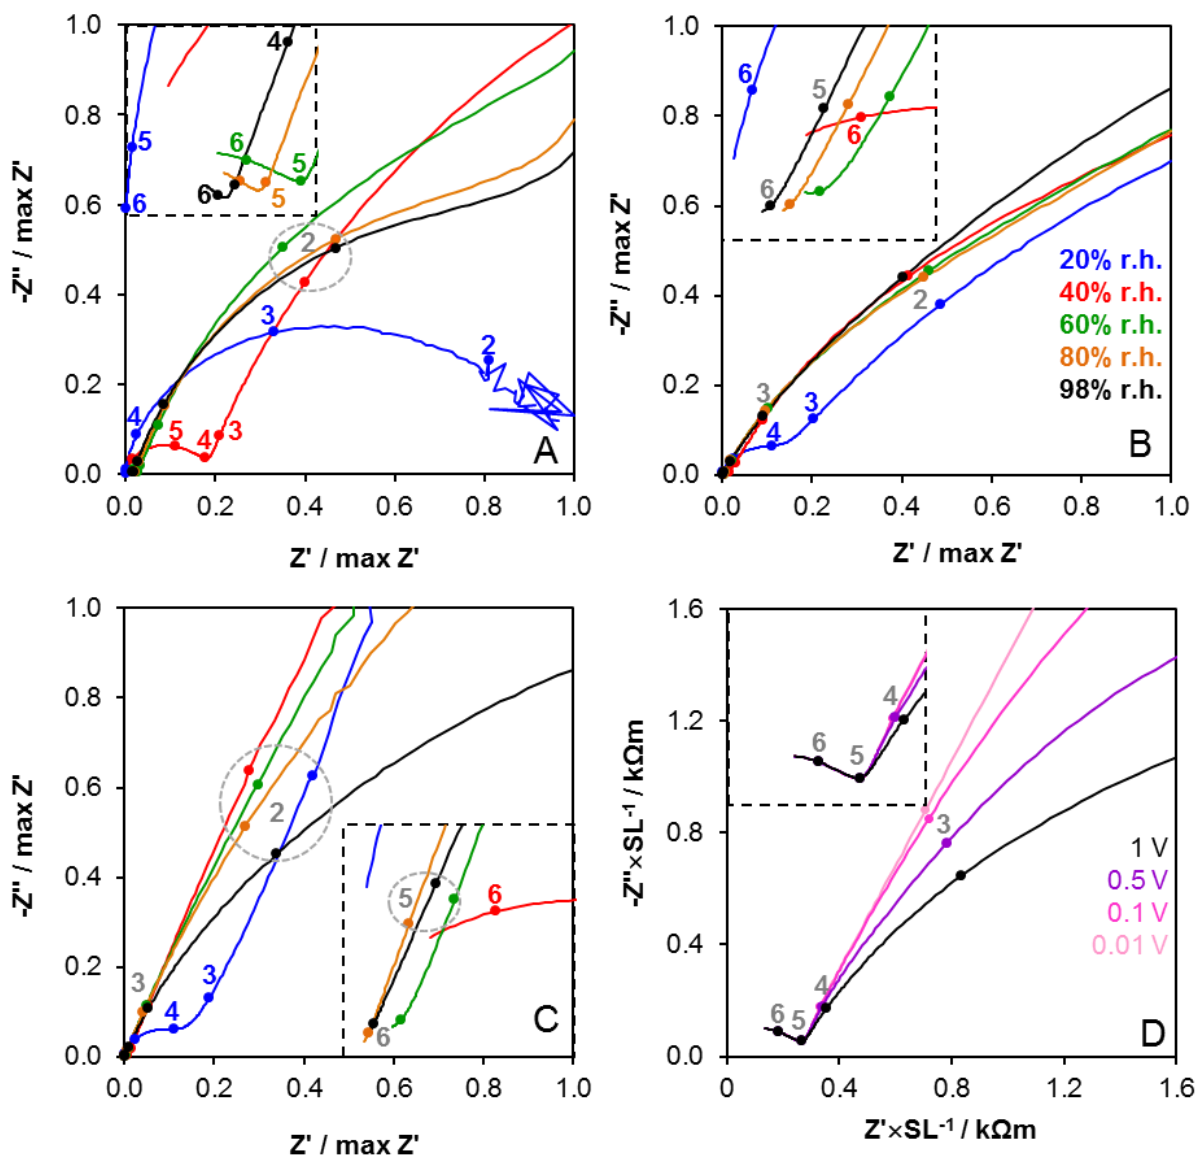 1.0
0.8
0.6
0.4
0.2
0.0
-Z'' / max Z'
0.0 0.2 0.4 0.6 0.8 1.0
Z' / max Z'
4
5
6
6
5
5
6
6
2
3
2
4
5
4
3
A
1.0
0.8
0.6
0.4
0.2
0.0
-Z'' / max Z'
0.0 0.2 0.4 0.6 0.8 1.0
Z' / max Z'
6
5
6
6
2
3
3
4
20% r.h.
40% r.h.
60% r.h.
80% r.h.
98% r.h.
B
1.0
0.8
0.6
0.4
0.2
0.0
-Z'' / max Z'
0.0 0.2 0.4 0.6 0.8 1.0
Z' / max Z'
2
5
6
6
3
3
4
C
1.6
1.2
0.8
0.4
0.0
-Z''×SL⁻¹ / kΩm
0 0.4 0.8 1.2 1.6
Z'×SL⁻¹ / kΩm
4
6
5
3
4
6
5
1 V
0.5 V
0.1 V
0.01 V
D